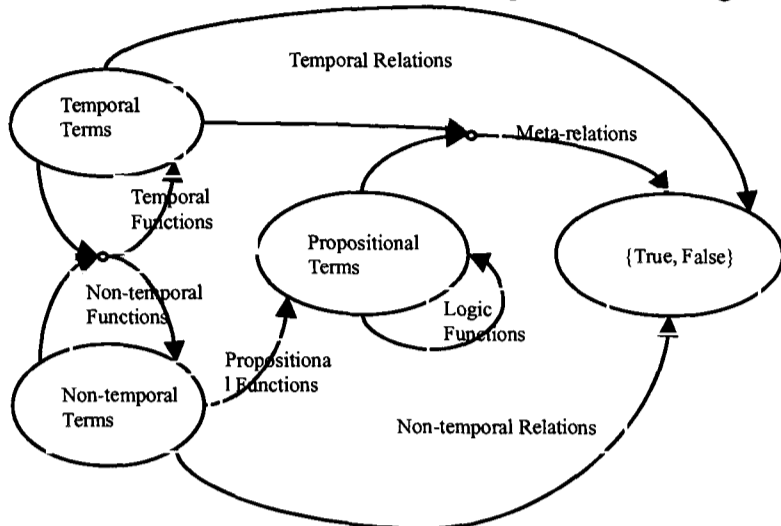 Temporal Relations
Temporal
Terms
Meta-relations
Temporal
Functions
Propositional
Terms
{True, False}
Non-temporal
Functions
Logic
Functions
Propositiona
l Functions
Non-temporal
Terms
Non-temporal Relations